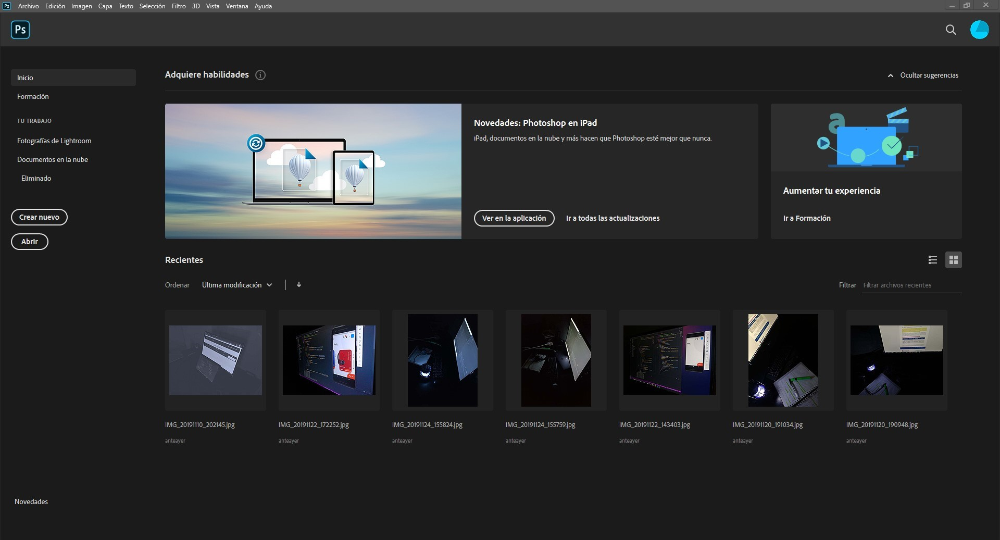 Ps Archivo Edición Imagen Capa Texto Selección Filtro 3D Vista Ventana Ayuda
Ps
Inicio
Formación
TU TRABAJO
Fotografías de Lightroom
Documentos en la nube
Eliminado
Crear nuevo
Abrir
Adquiere habilidades
Ocultar sugerencias
Novedades: Photoshop en iPad
iPad, documentos en la nube y más hacen que Photoshop esté mejor que nunca.
Ver en la aplicación Ir a todas las actualizaciones
a
Aumentar tu experiencia
Ir a Formación
Recientes
Ordenar Última modificación
Filtrar Filtrar archivos recientes
IMG_20191110_202145.jpg
anteayer
IMG_20191122_172252.jpg
anteayer
IMG_20191124_155824.jpg
anteayer
IMG_20191124_155759.jpg
anteayer
IMG_20191122_143403.jpg
anteayer
IMG_20191120_191034.jpg
anteayer
IMG_20191120_190948.jpg
anteayer
Novedades